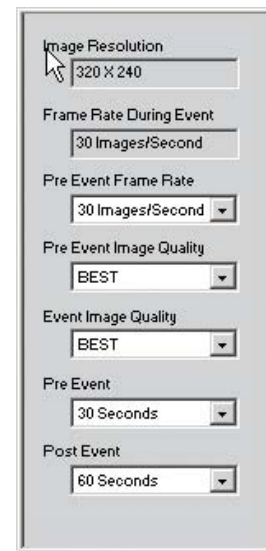 Image Resolution
320 X 240
Frame Rate During Event
30 Images/Second
Pre Event Frame Rate
30 Images/Second
Pre Event Image Quality
BEST
Event Image Quality
BEST
Pre Event
30 Seconds
Post Event
60 Seconds